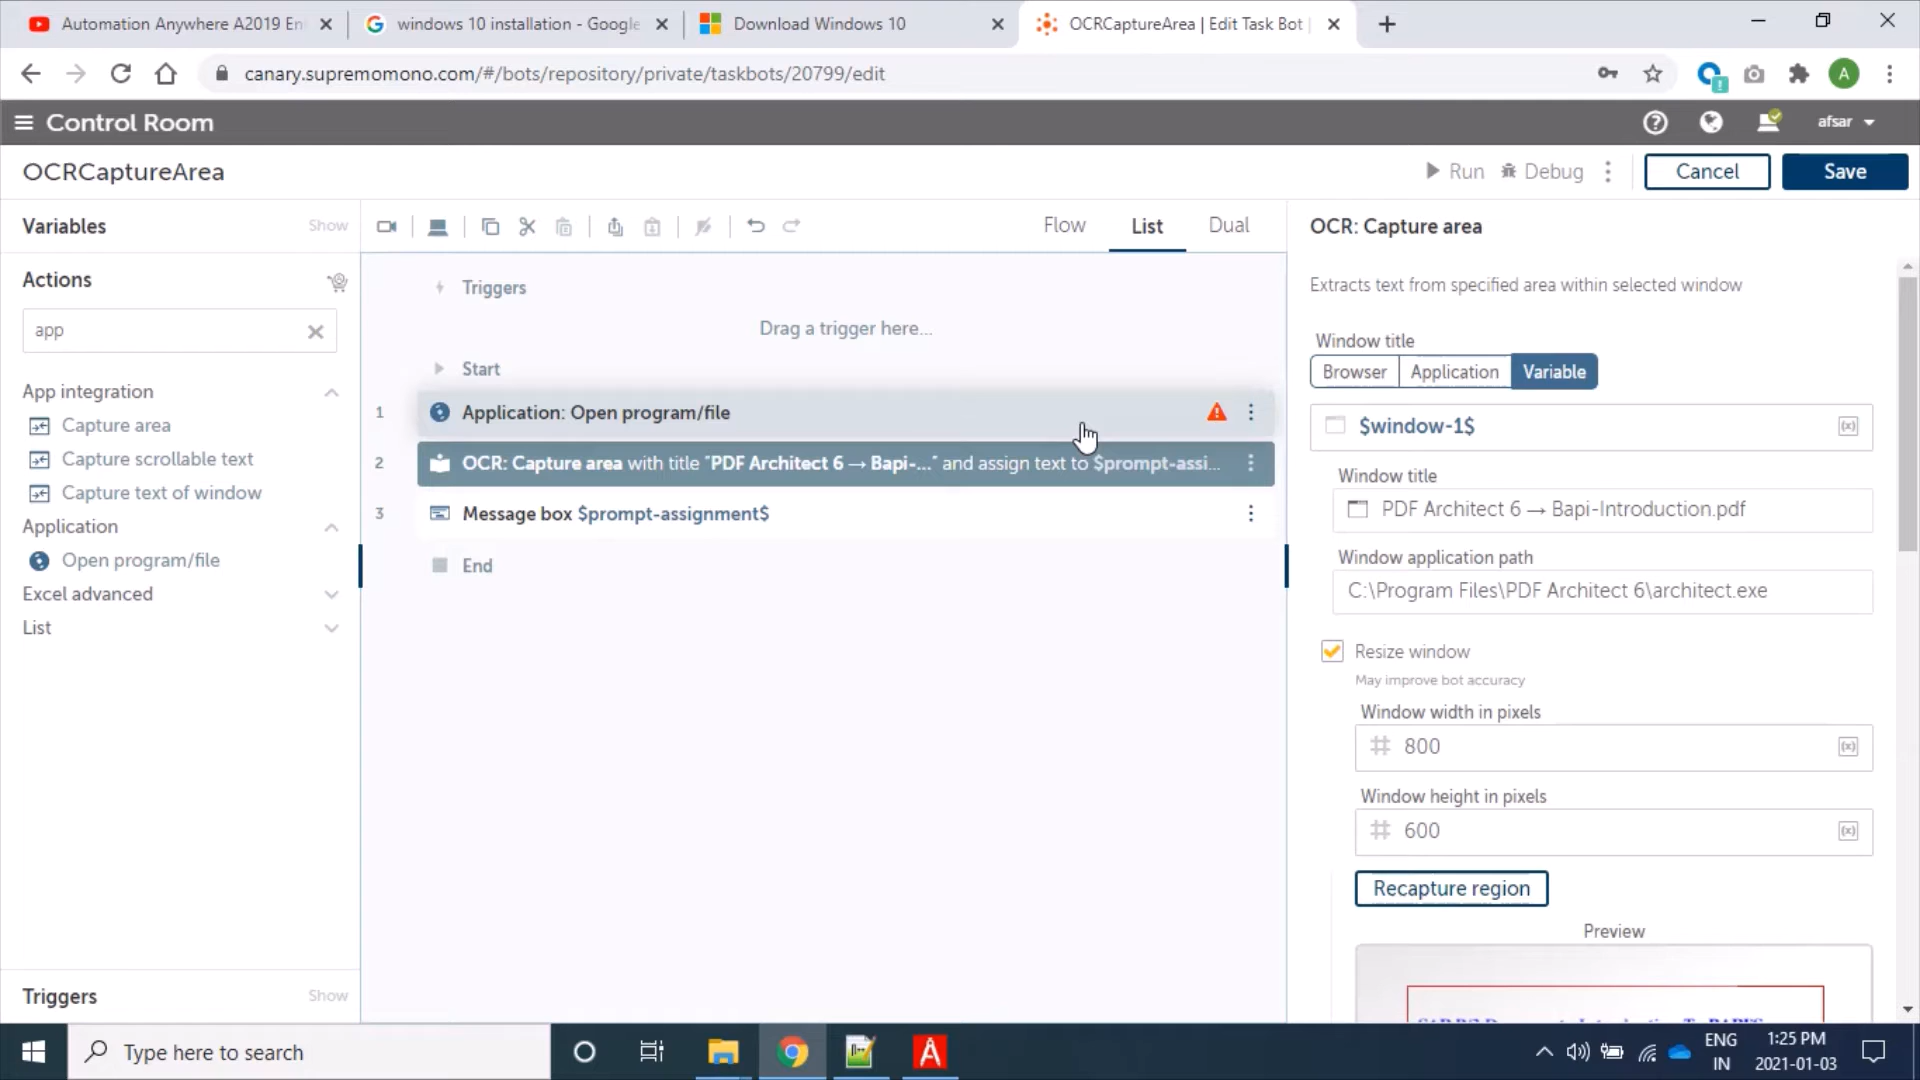 Automation Anywhere A2019 En
windows 10 installation - Google
Download Windows 10
OCRCaptureArea | Edit Task Bot |
canary.supremomono.com/#/bots/repository/private/taskbots/20799/edit
A
Control Room
afsar
OCRCaptureArea
Run
Debug
Cancel
Save
Variables
Show
Flow
List
Dual
OCR: Capture area
Actions
app
App integration
Capture area
Capture scrollable text
Capture text of window
Application
Open program/file
Excel advanced
List
Triggers
Show
Triggers
Drag a trigger here...
Start
1 Application: Open program/file
2 OCR: Capture area with title "PDF Architect 6 → Bapi-..." and assign text to $prompt-assi...
3 Message box $prompt-assignment$
End
Extracts text from specified area within selected window
Window title
Browser
Application
Variable
$window-1$
(x)
Window title
PDF Architect 6 → Bapi-Introduction.pdf
Window application path
C:\Program Files\PDF Architect 6\architect.exe
Resize window
May improve bot accuracy
Window width in pixels
800
(x)
Window height in pixels
600
(x)
Recapture region
Preview
Type here to search
ENG
IN
1:25 PM
2021-01-03